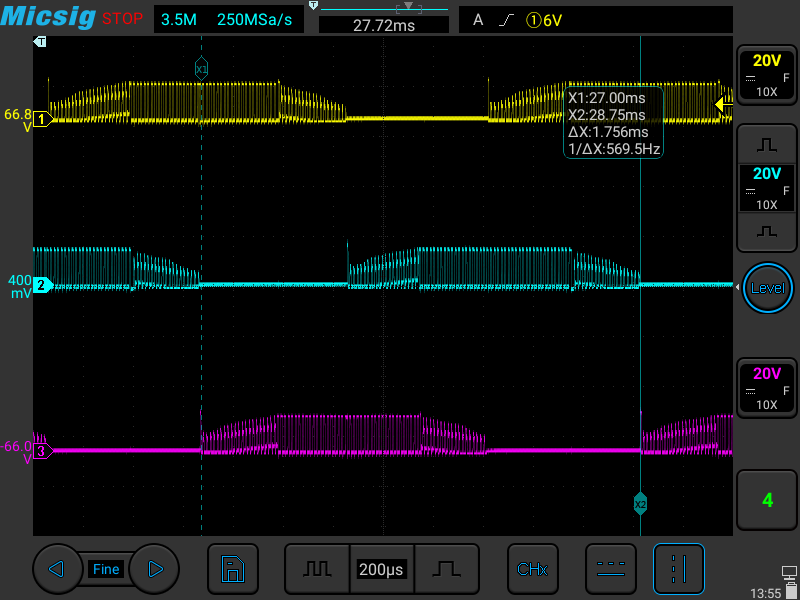 Micsig STOP 3.5M 250MSa/s T 27.72ms A ①6V
T
X1
20V
F
10X
66.8
V
1
X1:27.00ms
X2:28.75ms
ΔX:1.756ms
1/ΔX:569.5Hz
20V
F
10X
400
mV
2
Level
20V
F
10X
-66.0
V
3
X2
4
Fine
200µs
CHx
13:55